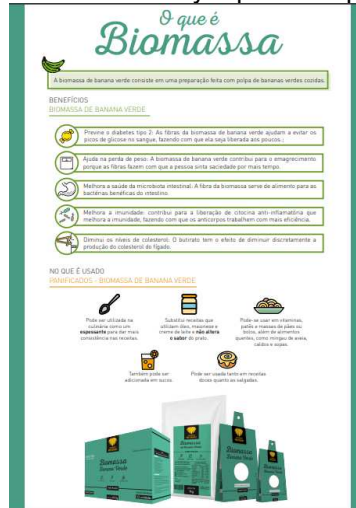 O que é
Biomassa
A biomassa de banana verde consiste em uma preparação feita com polpa de bananas verdes cozidas.
BENEFÍCIOS
BIOMASSA DE BANANA VERDE
Previne o diabetes tipo 2: As fibras da biomassa de banana verde ajudam a evitar os
picos de glicose no sangue, fazendo com que ela seja liberada aos poucos.;
Ajuda na perda de peso: A biomassa de banana verde contribui para o emagrecimento
porque as fibras fazem com que a pessoa sinta saciedade por mais tempo.
Melhora a saúde da microbiota intestinal: A fibra da biomassa serve de alimento para as
bactérias benéficas do intestino.
Melhora a imunidade: contribui para a liberação de citocina anti-inflamatória que
melhora a imunidade, fazendo com que os anticorpos trabalhem com mais eficiência.
Diminui os níveis de colesterol: O butirato tem o efeito de diminuir discretamente a
produção do colesterol do fígado.
NO QUE É USADO
PANIFICADOS - BIOMASSA DE BANANA VERDE
Pode ser utilizada na
culinária como um
espessante para dar mais
consistência nas receitas.
Substitui receitas que
utilizam óleo, maionese e
creme de leite e não altera
o sabor do prato.
Pode-se usar em vitaminas,
patês e massas de pães ou
bolos, além de alimentos
quentes, como mingau de aveia,
caldos e sopas.
Também pode ser
adicionada em sucos.
Pode ser usada tanto em receitas
doces quanto as salgadas.
Biomassa
Banana Verde
Biomassa
Banana Verde
Biomassa
Banana Verde